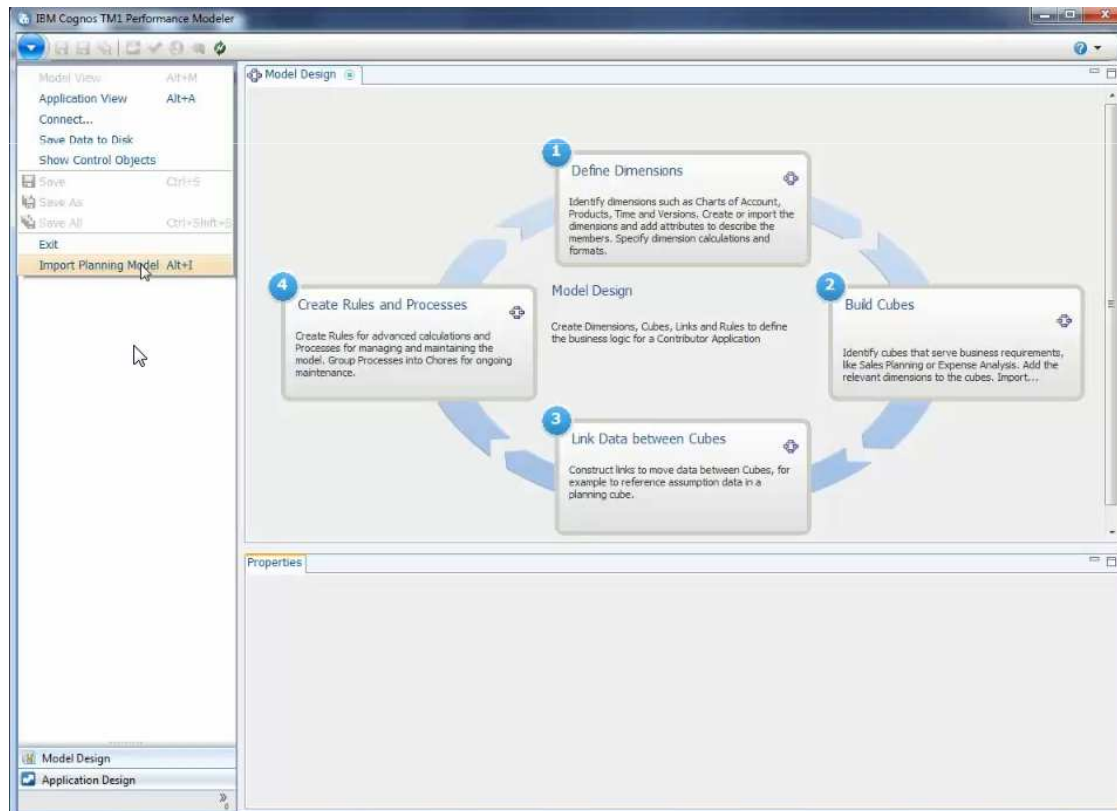 IBM Cognos TM1 Performance Modeler
Model View Alt+M
Application View Alt+A
Connect...
Save Data to Disk
Show Control Objects
Save Ctrl+S
Save As
Save All Ctrl+Shift+S
Exit
Import Planning Model Alt+I
Model Design
1
Define Dimensions
Identify dimensions such as Charts of Account,
Products, Time and Versions. Create or import the
dimensions and add attributes to describe the
members. Specify dimension calculations and
formats.
4
Create Rules and Processes
Create Rules for advanced calculations and
Processes for managing and maintaining the
model. Group Processes into Chores for ongoing
maintenance.
Model Design
Create Dimensions, Cubes, Links and Rules to define
the business logic for a Contributor Application
2
Build Cubes
Identify cubes that serve business requirements,
like Sales Planning or Expense Analysis. Add the
relevant dimensions to the cubes. Import...
3
Link Data between Cubes
Construct links to move data between Cubes, for
example to reference assumption data in a
planning cube.
Properties
Model Design
Application Design